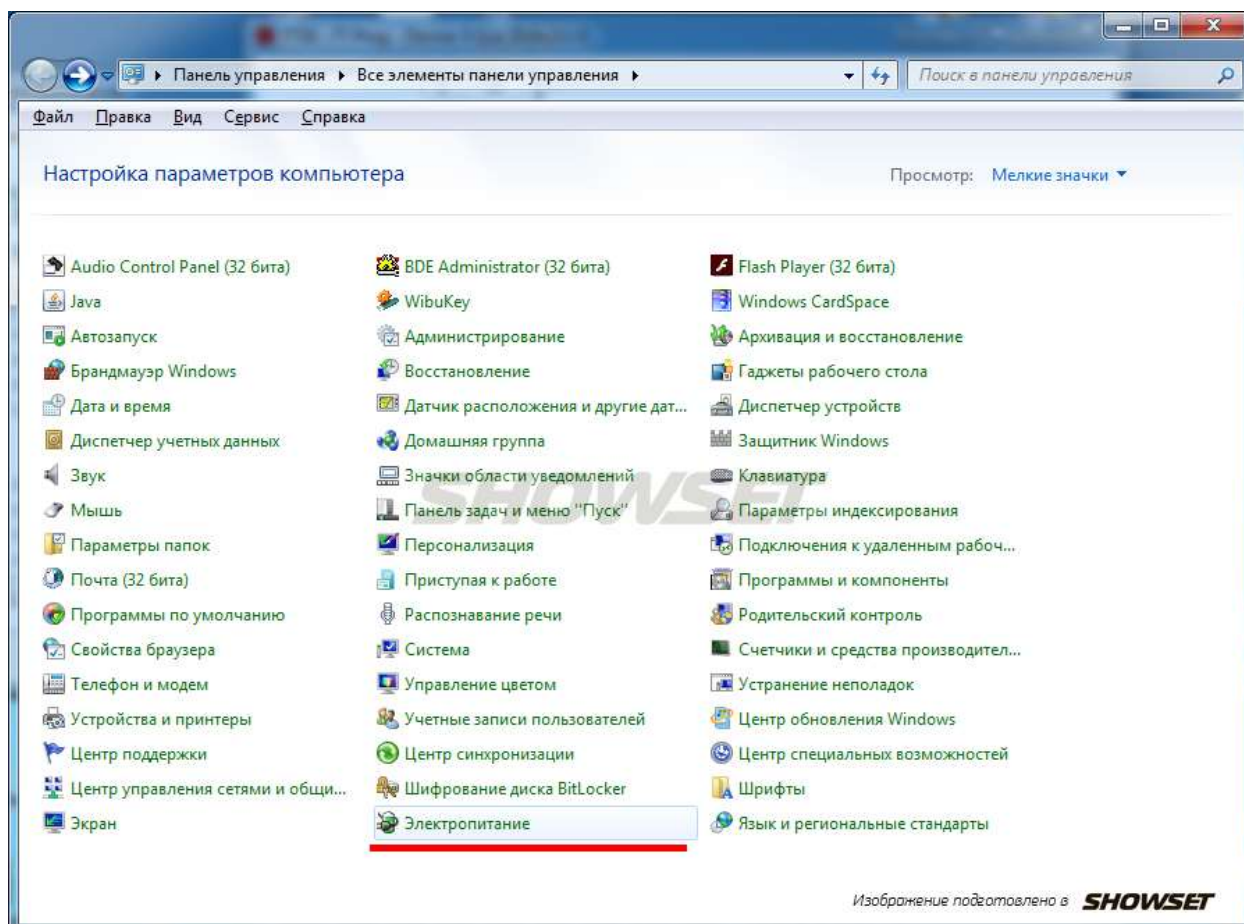 Панель управления Все элементы панели управления Поиск в панели управления
Файл Правка Вид Сервис Справка
Настройка параметров компьютера Просмотр: Мелкие значки
Audio Control Panel (32 бита) BDE Administrator (32 бита) Flash Player (32 бита)
Java WibuKey Windows CardSpace
Автозапуск Администрирование Архивация и восстановление
Брандмауэр Windows Восстановление Гаджеты рабочего стола
Дата и время Датчик расположения и другие дат... Диспетчер устройств
Диспетчер учетных данных Домашняя группа Защитник Windows
Звук Значки области уведомлений Клавиатура
Мышь Панель задач и меню "Пуск" Параметры индексирования
Параметры папок Персонализация Подключения к удаленным рабоч...
Почта (32 бита) Приступая к работе Программы и компоненты
Программы по умолчанию Распознавание речи Родительский контроль
Свойства браузера Система Счетчики и средства производител...
Телефон и модем Управление цветом Устранение неполадок
Устройства и принтеры Учетные записи пользователей Центр обновления Windows
Центр поддержки Центр синхронизации Центр специальных возможностей
Центр управления сетями и общи... Шифрование диска BitLocker Шрифты
Экран Электропитание Язык и региональные стандарты
SHOWSET
Изображение подготовлено в SHOWSET